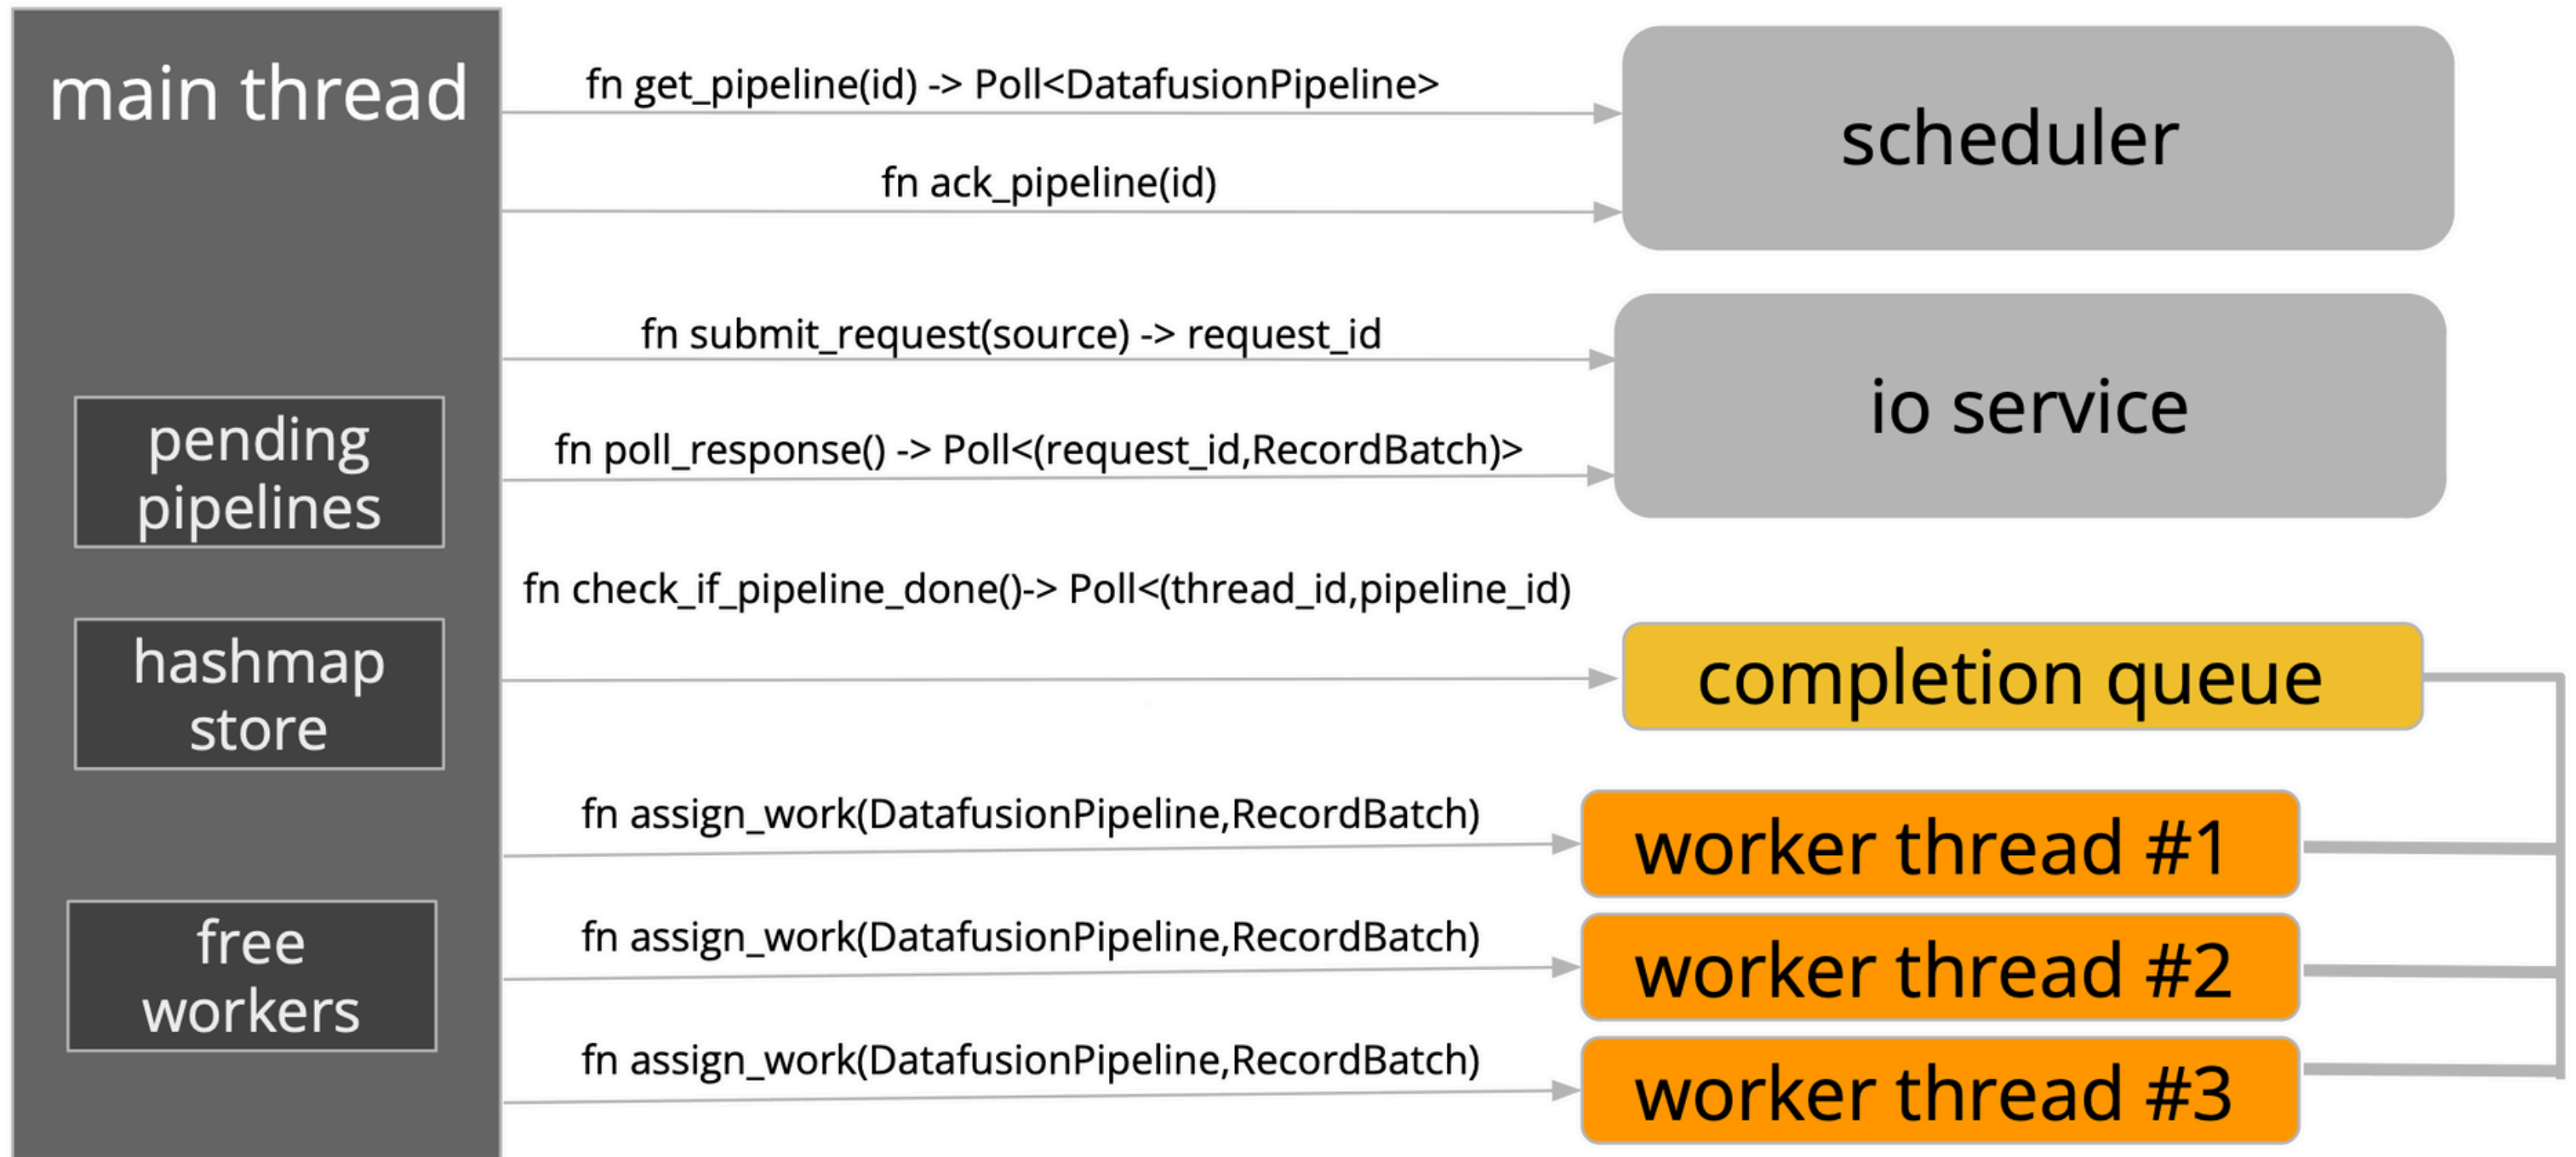 main thread
fn get_pipeline(id) -> Poll<DatafusionPipeline>
scheduler
fn ack_pipeline(id)
fn submit_request(source) -> request_id
io service
pending
pipelines
fn poll_response() -> Poll<(request_id,RecordBatch)>
fn check_if_pipeline_done()-> Poll<(thread_id,pipeline_id)
hashmap
store
completion queue
fn assign_work(DatafusionPipeline,RecordBatch)
worker thread #1
free
workers
fn assign_work(DatafusionPipeline,RecordBatch)
worker thread #2
fn assign_work(DatafusionPipeline,RecordBatch)
worker thread #3